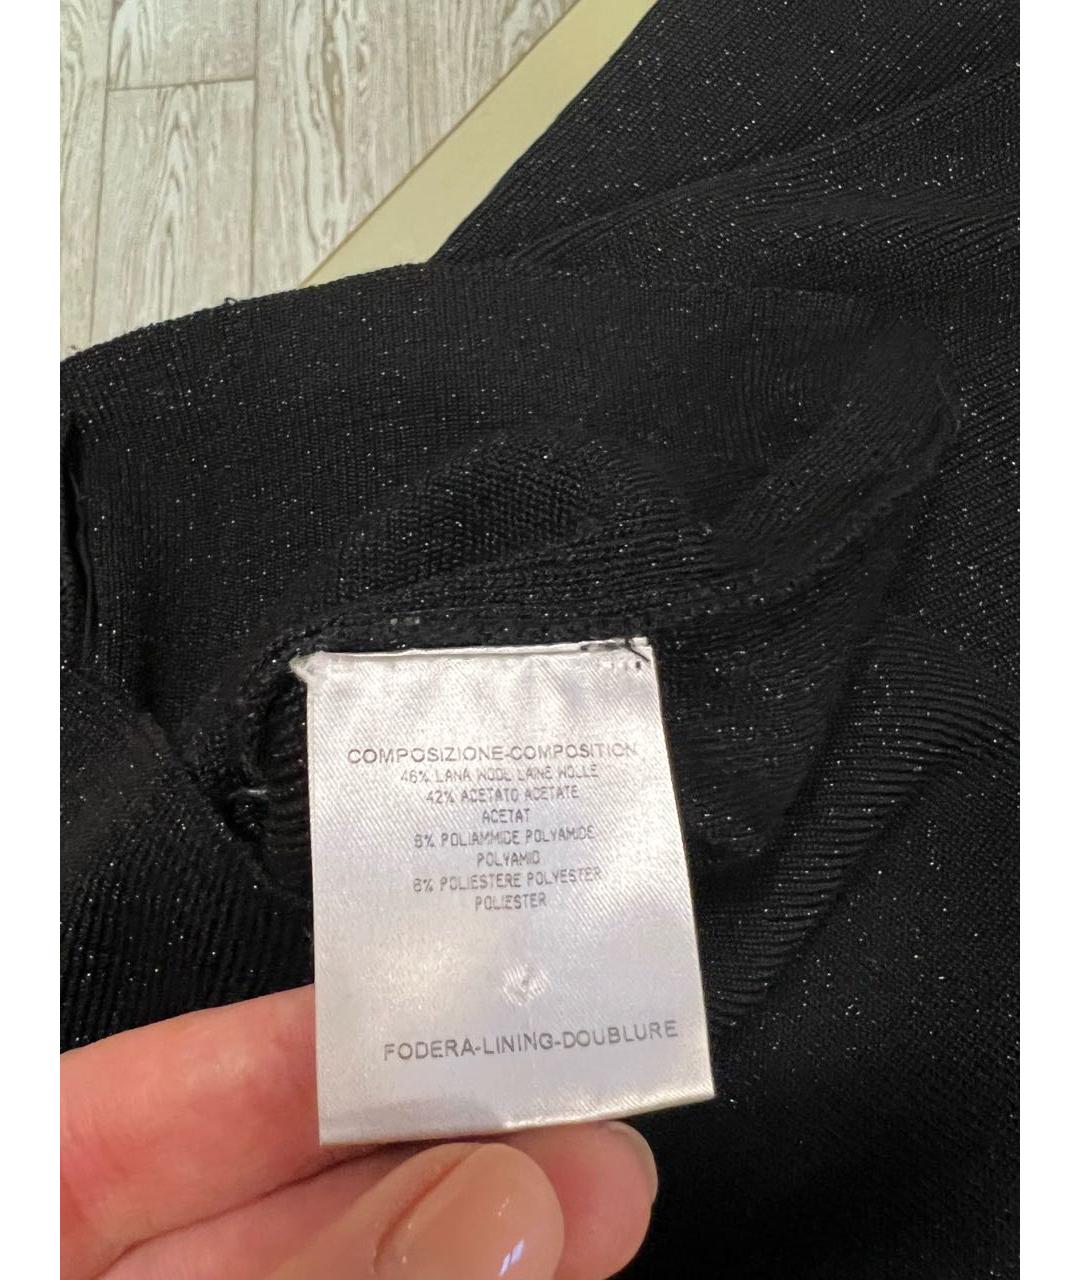 COMPOSIZIONE-COMPOSITION
46% LANA WOOL LAINE WOLLE
42% ACETATO ACETATE
ACETAT
6% POLIAMMIDE POLYAMIDE
POLYAMID
6% POLIESTERE POLYESTER
POLIESTER
FODERA-LINING-DOUBLURE